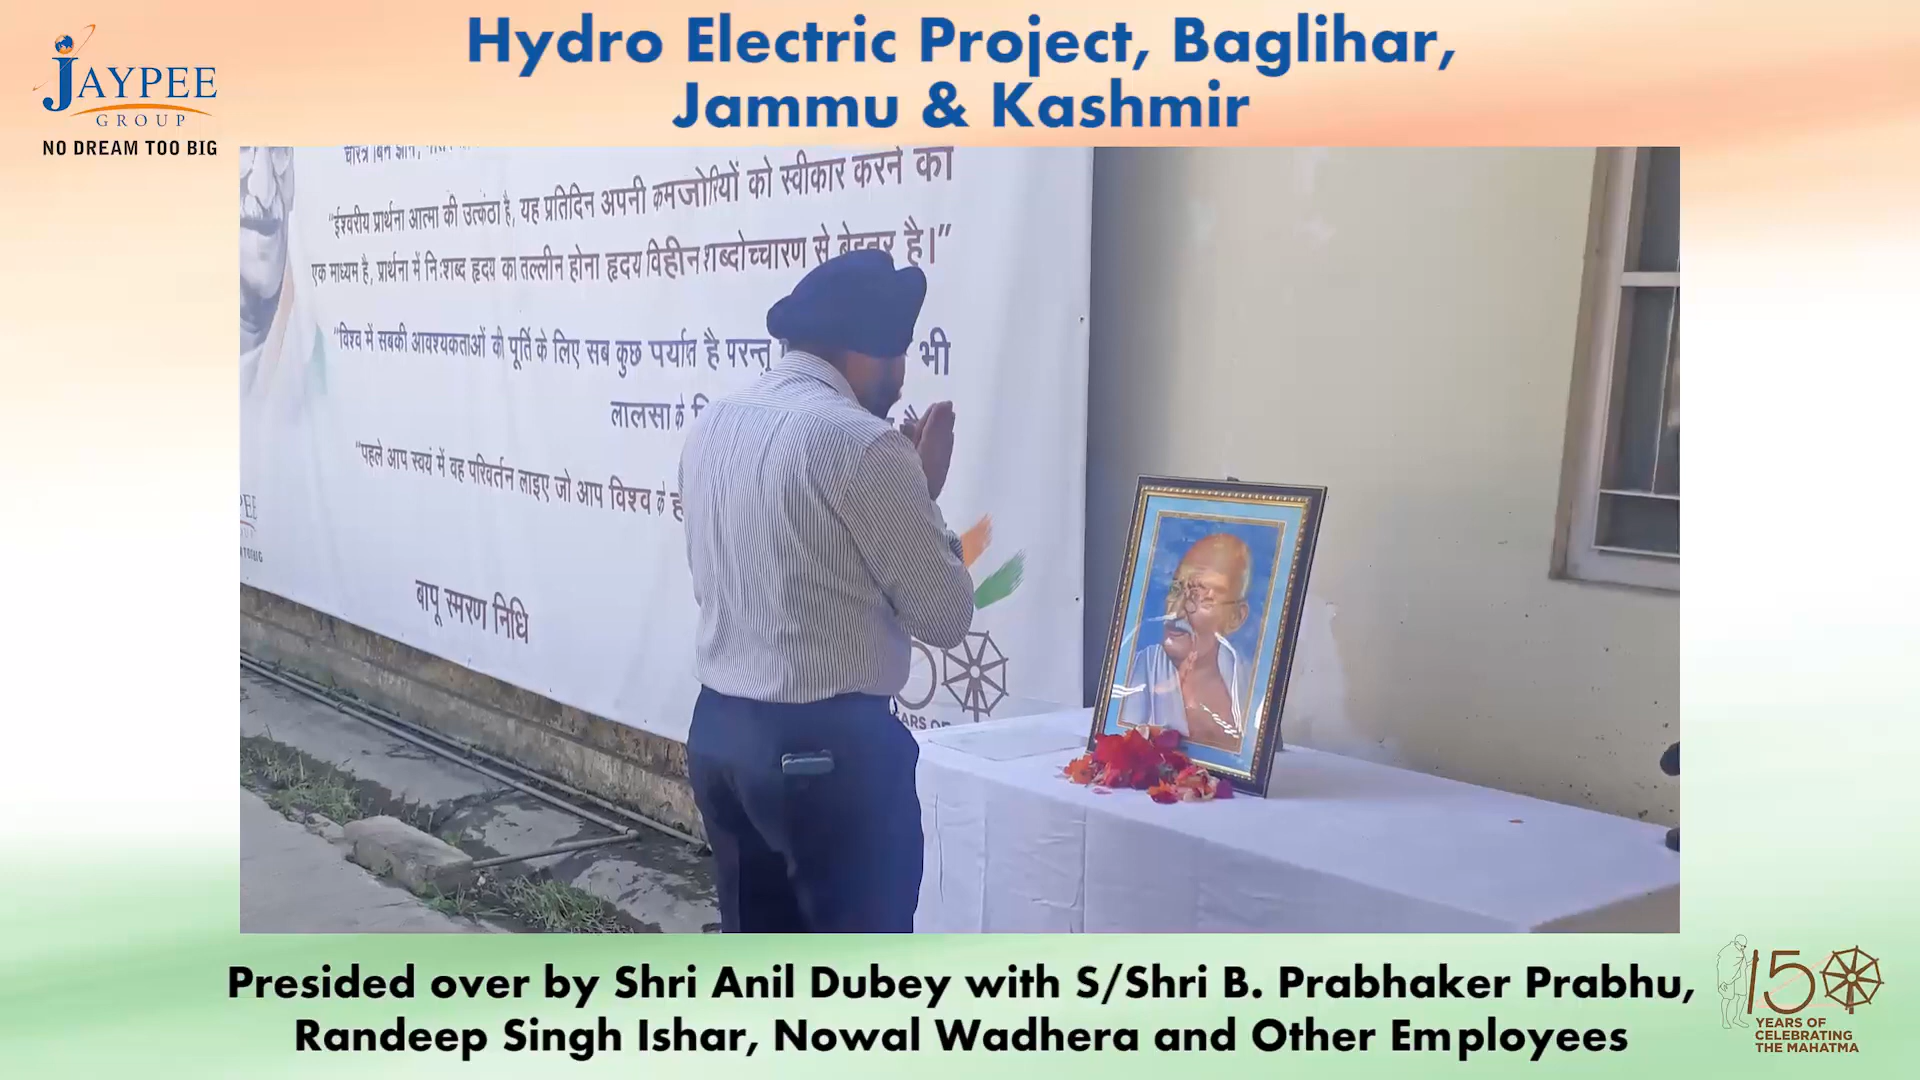 Hydro Electric Project, Baglihar,
Jammu & Kashmir
JAYPEE
GROUP
NO DREAM TOO BIG
"ईश्वरीय प्रार्थना आत्मा की उत्कंठा है, यह प्रतिदिन अपनी कमजोरियों को स्वीकार करने का
एक माध्यम है, प्रार्थना में निःशब्द हृदय का तल्लीन होना हृदय विहीन शब्दोच्चारण से बेहतर है।"
"विश्व में सबकी आवश्यकताओं की पूर्ति के लिए सब कुछ पर्याप्त है परन्तु भी
लालसा के
"पहले आप स्वयं में वह परिवर्तन लाइए जो आप विश्व के
बापू स्मरण निधि
Presided over by Shri Anil Dubey with S/Shri B. Prabhaker Prabhu,
Randeep Singh Ishar, Nowal Wadhera and Other Employees
150
YEARS OF
CELEBRATING
THE MAHATMA